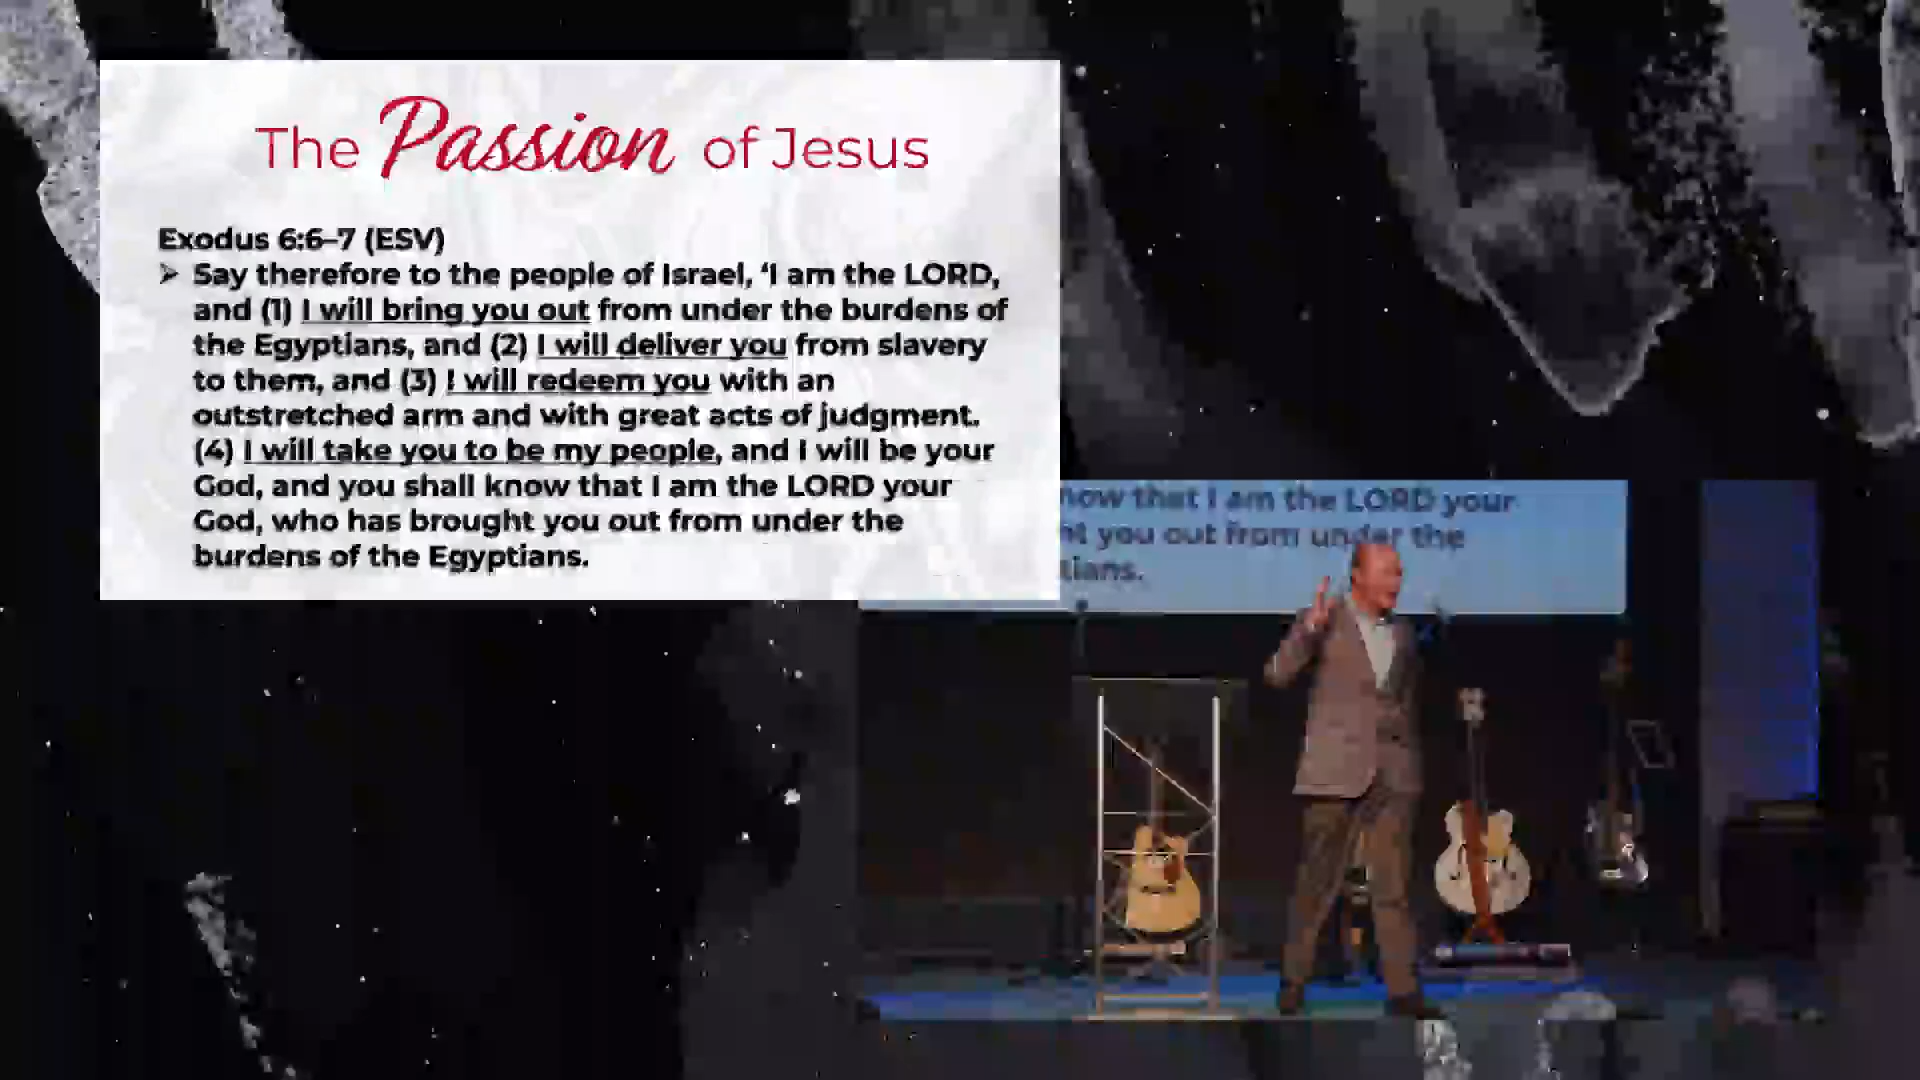 The Passion of Jesus
Exodus 6:6–7 (ESV)
➢ Say therefore to the people of Israel, ‘I am the LORD,
and (1) I will bring you out from under the burdens of
the Egyptians, and (2) I will deliver you from slavery
to them, and (3) I will redeem you with an
outstretched arm and with great acts of judgment.
(4) I will take you to be my people, and I will be your
God, and you shall know that I am the LORD your
God, who has brought you out from under the
burdens of the Egyptians.
that I am the LORD your
you out from under the